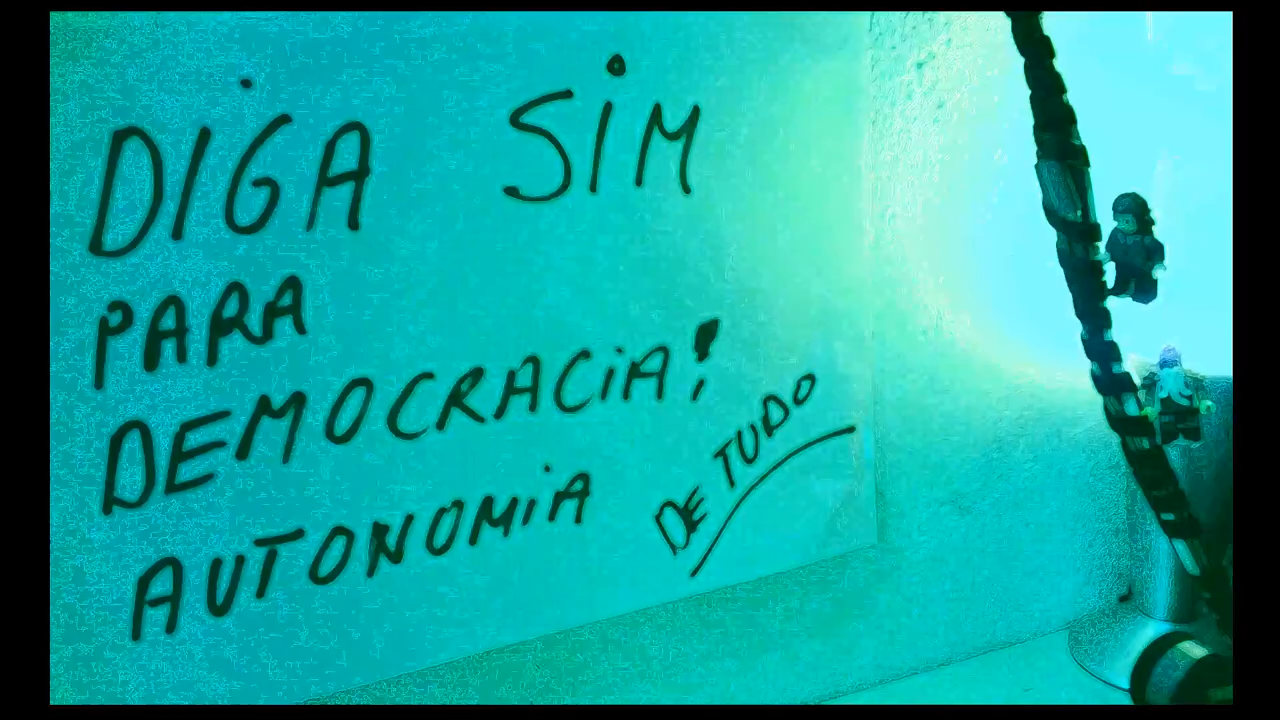 DIGA SIM
PARA
DEMOCRACIA!
AUTONOMIA
DE TUDO